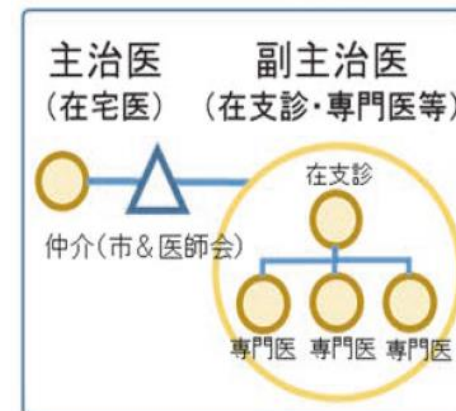 主治医
(在宅医)
副主治医
(在支診・専門医等)
在支診
仲介(市&医師会)
専門医 専門医 専門医